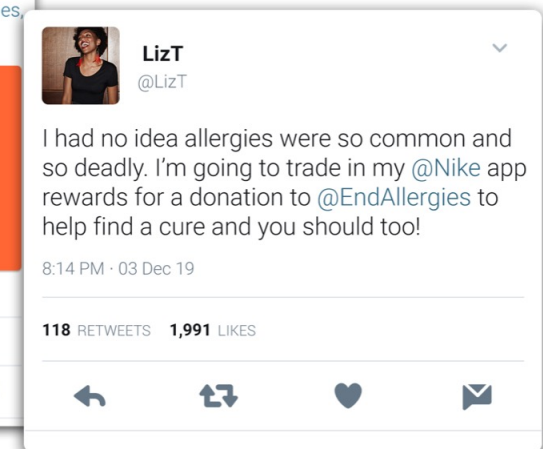 es,
LizT
@LizT
I had no idea allergies were so common and
so deadly. I'm going to trade in my @Nike app
rewards for a donation to @EndAllergies to
help find a cure and you should too!
8:14 PM · 03 Dec 19
118 RETWEETS 1,991 LIKES